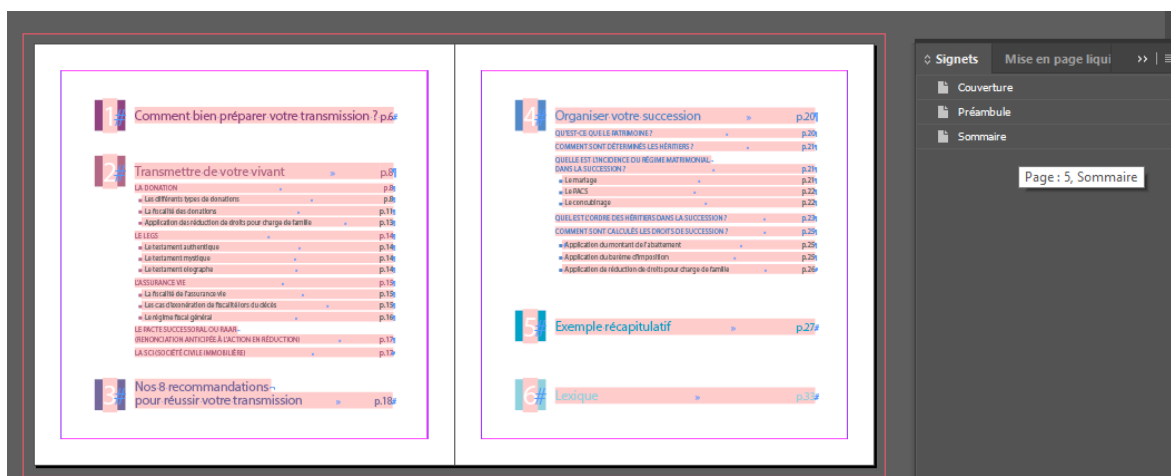 1# Comment bien préparer votre transmission ? p.6#
2# Transmettre de votre vivant » p.8¶
LA DONATION p.8¶
Les différents types de donations p.8¶
La fiscalité des donations p.11¶
Application des réduction de droits pour charge de famille p.13¶
LE LEGS p.14¶
Le testament authentique p.14¶
Le testament mystique p.14¶
Le testament olographe p.14¶
L'ASSURANCE VIE p.15¶
La fiscalité de l'assurance vie p.15¶
Les cas d'exonération de fiscalité lors du décès p.15¶
Le régime fiscal général p.16¶
LE PACTE SUCCESSORAL OU RAAR¬
(RENONCIATION ANTICIPÉE À L'ACTION EN RÉDUCTION) p.17¶
LA SCI (SOCIÉTÉ CIVILE IMMOBILIÈRE)
3# Nos 8 recommandations¬
pour réussir votre transmission » p.18#
4# Organiser votre succession » p.20¶
QU'EST-CE QUE LE PATRIMOINE ? p.20¶
COMMENT SONT DÉTERMINÉS LES HÉRITIERS ? p.21¶
QUELLE EST L'INCIDENCE DU RÉGIME MATRIMONIAL¬
DANS LA SUCCESSION ? p.21¶
Le mariage p.21¶
Le PACS p.22¶
Le concubinage p.22¶
QUEL EST L'ORDRE DES HÉRITIERS DANS LA SUCCESSION ? p.23¶
COMMENT SONT CALCULÉS LES DROITS DE SUCCESSION ? p.25¶
Application du montant de l'abattement p.25¶
Application du barème d'imposition p.25¶
Application de réduction de droits pour charge de famille p.26#
5# Exemple récapitulatif » p.27#
6# Lexique » p.33#
Signets Mise en page liqui >>
Couverture
Préambule
Sommaire
Page : 5, Sommaire